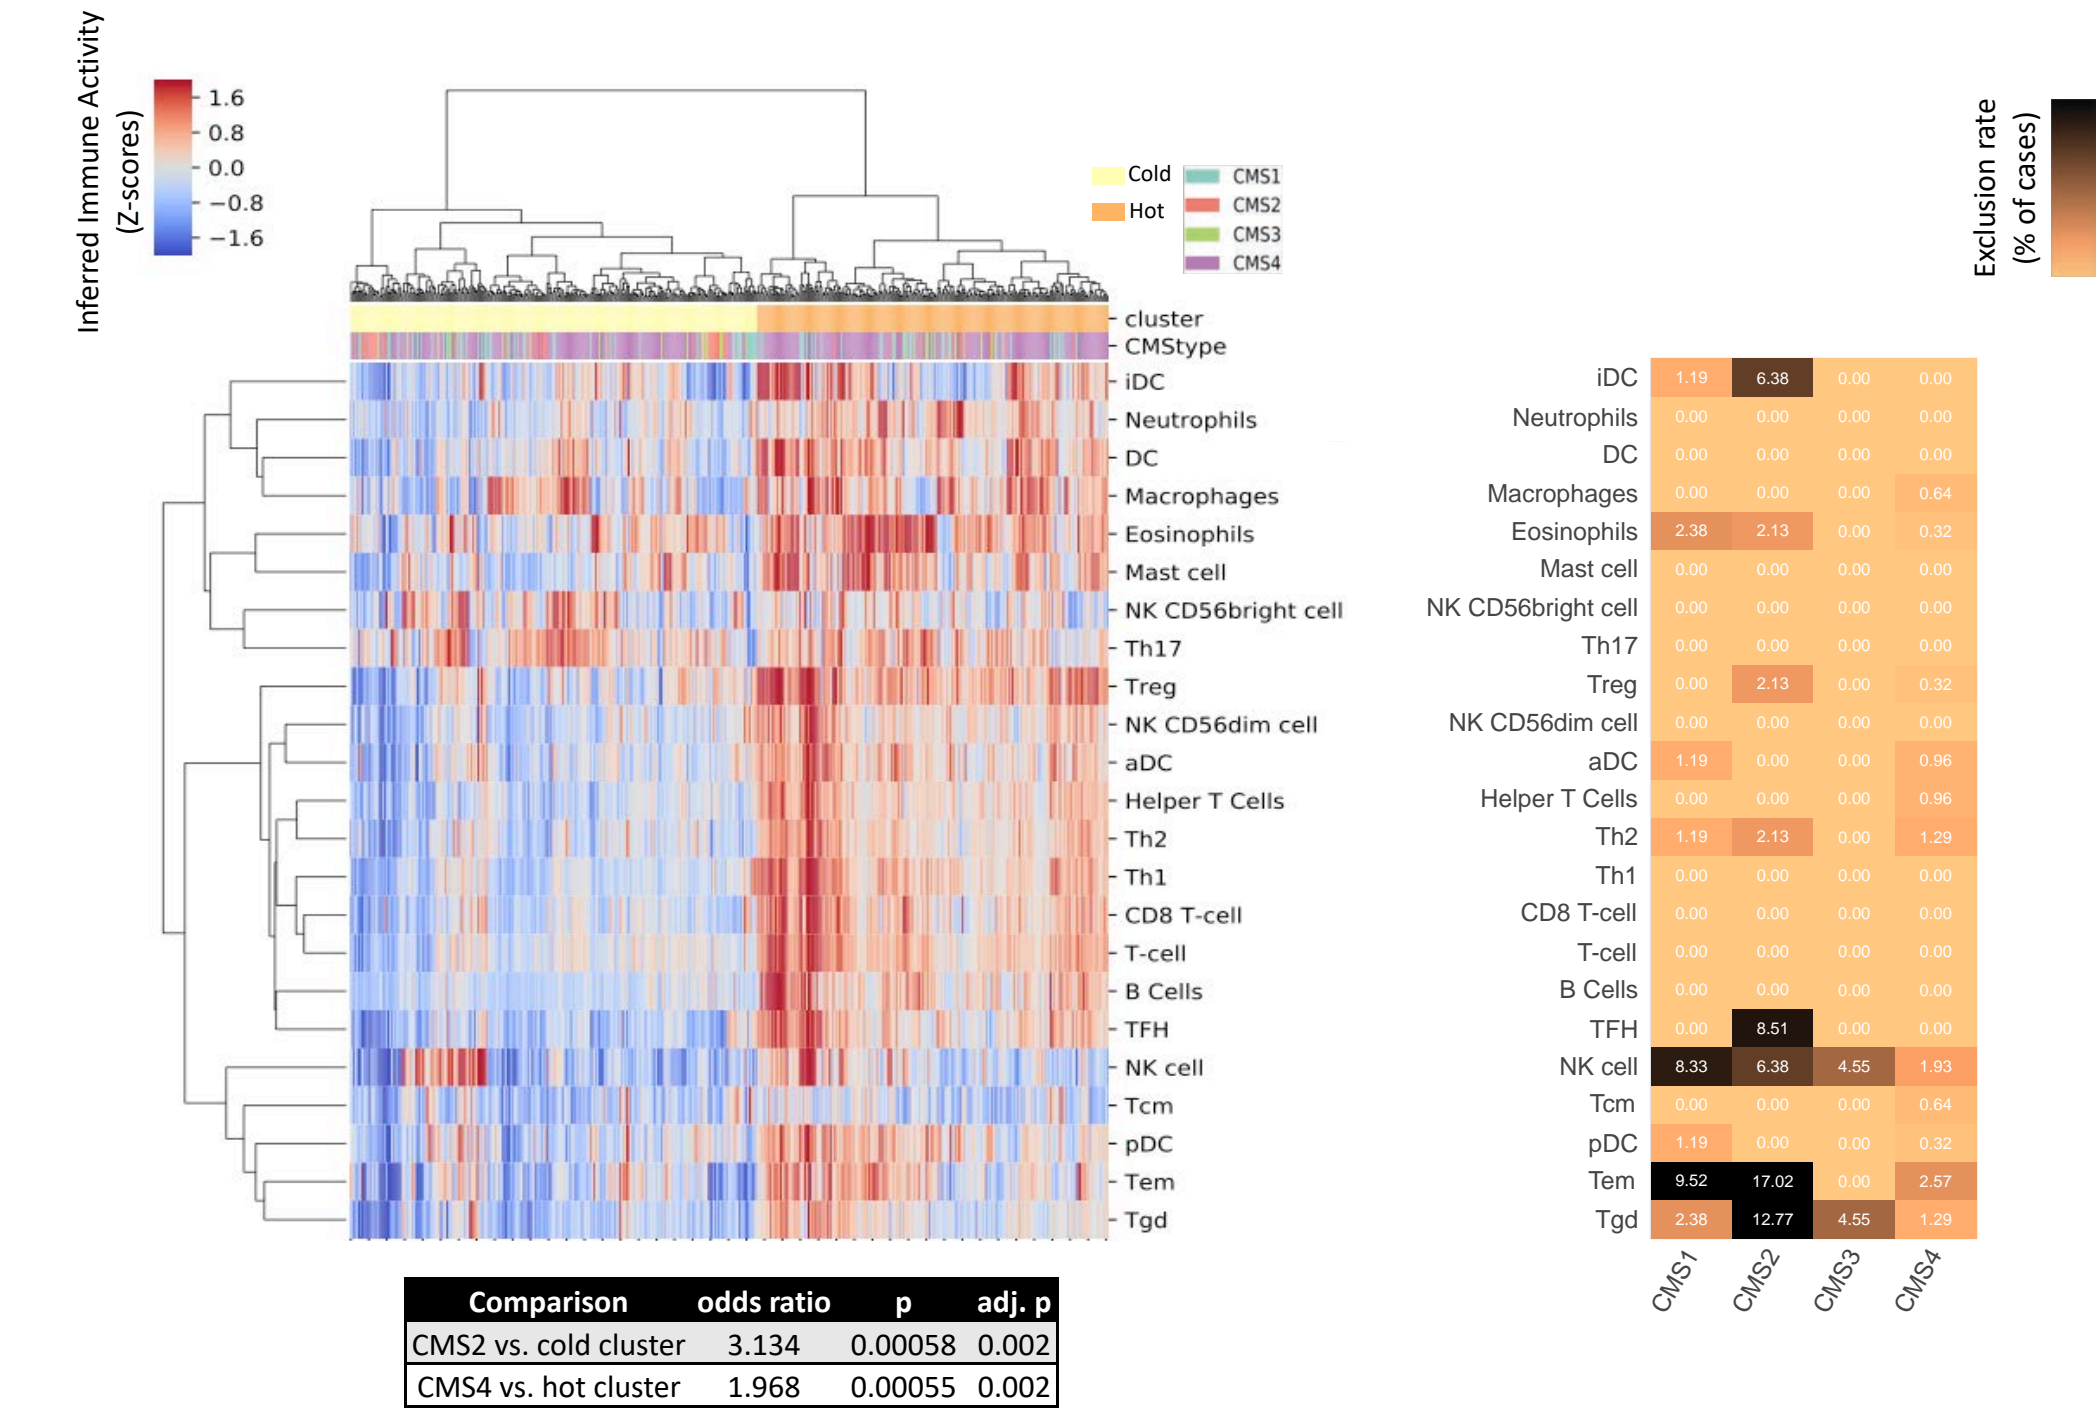 Inferred Immune Activity
(Z-scores)
1.6
0.8
0.0
−0.8
−1.6
Cold
Hot
CMS1
CMS2
CMS3
CMS4
cluster
CMStype
iDC
Neutrophils
DC
Macrophages
Eosinophils
Mast cell
NK CD56bright cell
Th17
Treg
NK CD56dim cell
aDC
Helper T Cells
Th2
Th1
CD8 T-cell
T-cell
B Cells
TFH
NK cell
Tcm
pDC
Tem
Tgd
Comparison odds ratio p adj. p
CMS2 vs. cold cluster 3.134 0.00058 0.002
CMS4 vs. hot cluster 1.968 0.00055 0.002
Exclusion rate
(% of cases)
iDC 1.19 6.38 0.00 0.00
Neutrophils 0.00 0.00 0.00 0.00
DC 0.00 0.00 0.00 0.00
Macrophages 0.00 0.00 0.00 0.64
Eosinophils 2.38 2.13 0.00 0.32
Mast cell 0.00 0.00 0.00 0.00
NK CD56bright cell 0.00 0.00 0.00 0.00
Th17 0.00 0.00 0.00 0.00
Treg 0.00 2.13 0.00 0.32
NK CD56dim cell 0.00 0.00 0.00 0.00
aDC 1.19 0.00 0.00 0.96
Helper T Cells 0.00 0.00 0.00 0.96
Th2 1.19 2.13 0.00 1.29
Th1 0.00 0.00 0.00 0.00
CD8 T-cell 0.00 0.00 0.00 0.00
T-cell 0.00 0.00 0.00 0.00
B Cells 0.00 0.00 0.00 0.00
TFH 0.00 8.51 0.00 0.00
NK cell 8.33 6.38 4.55 1.93
Tcm 0.00 0.00 0.00 0.64
pDC 1.19 0.00 0.00 0.32
Tem 9.52 17.02 0.00 2.57
Tgd 2.38 12.77 4.55 1.29
CMS1 CMS2 CMS3 CMS4